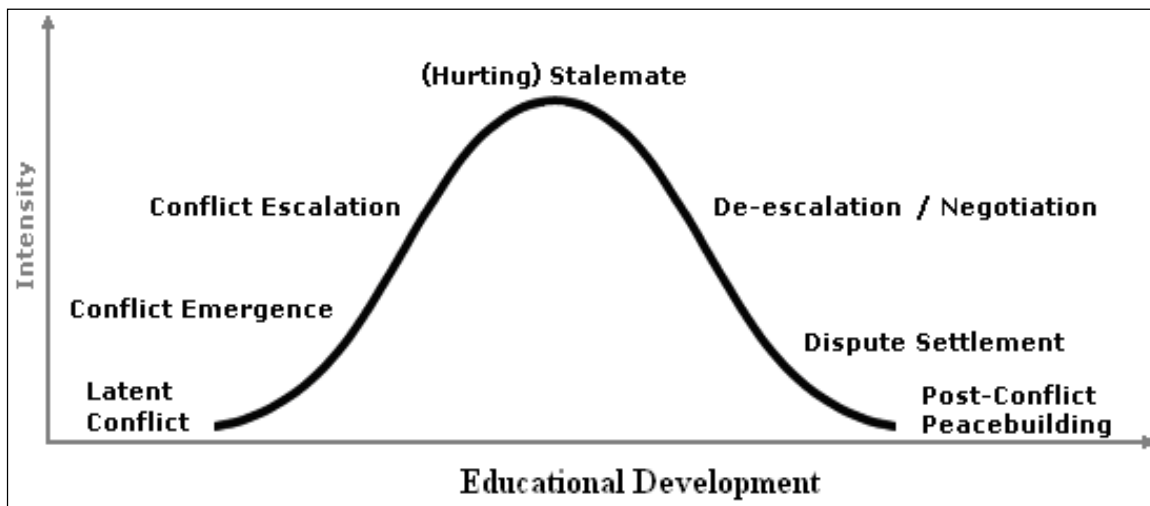 (Hurting) Stalemate
Intensity
Conflict Escalation
De-escalation / Negotiation
Conflict Emergence
Dispute Settlement
Latent
Conflict
Post-Conflict
Peacebuilding
Educational Development